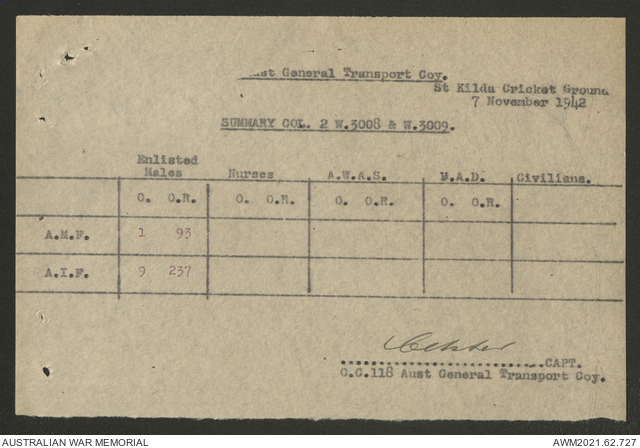 Aust General Transport Coy.
St Kilda Cricket Ground
7 November 1942
SUMMARY COL. 2 W.3008 & W.3009.
Enlisted Males Nurses A.W.A.S. M.A.D. Civilians.
O. O.R. O. O.R. O. O.R. O. O.R.
A.M.F. 1 93
A.I.F. 9 237
CAPT.
O.C.118 Aust General Transport Coy.
AUSTRALIAN WAR MEMORIAL
AWM2021.62.727